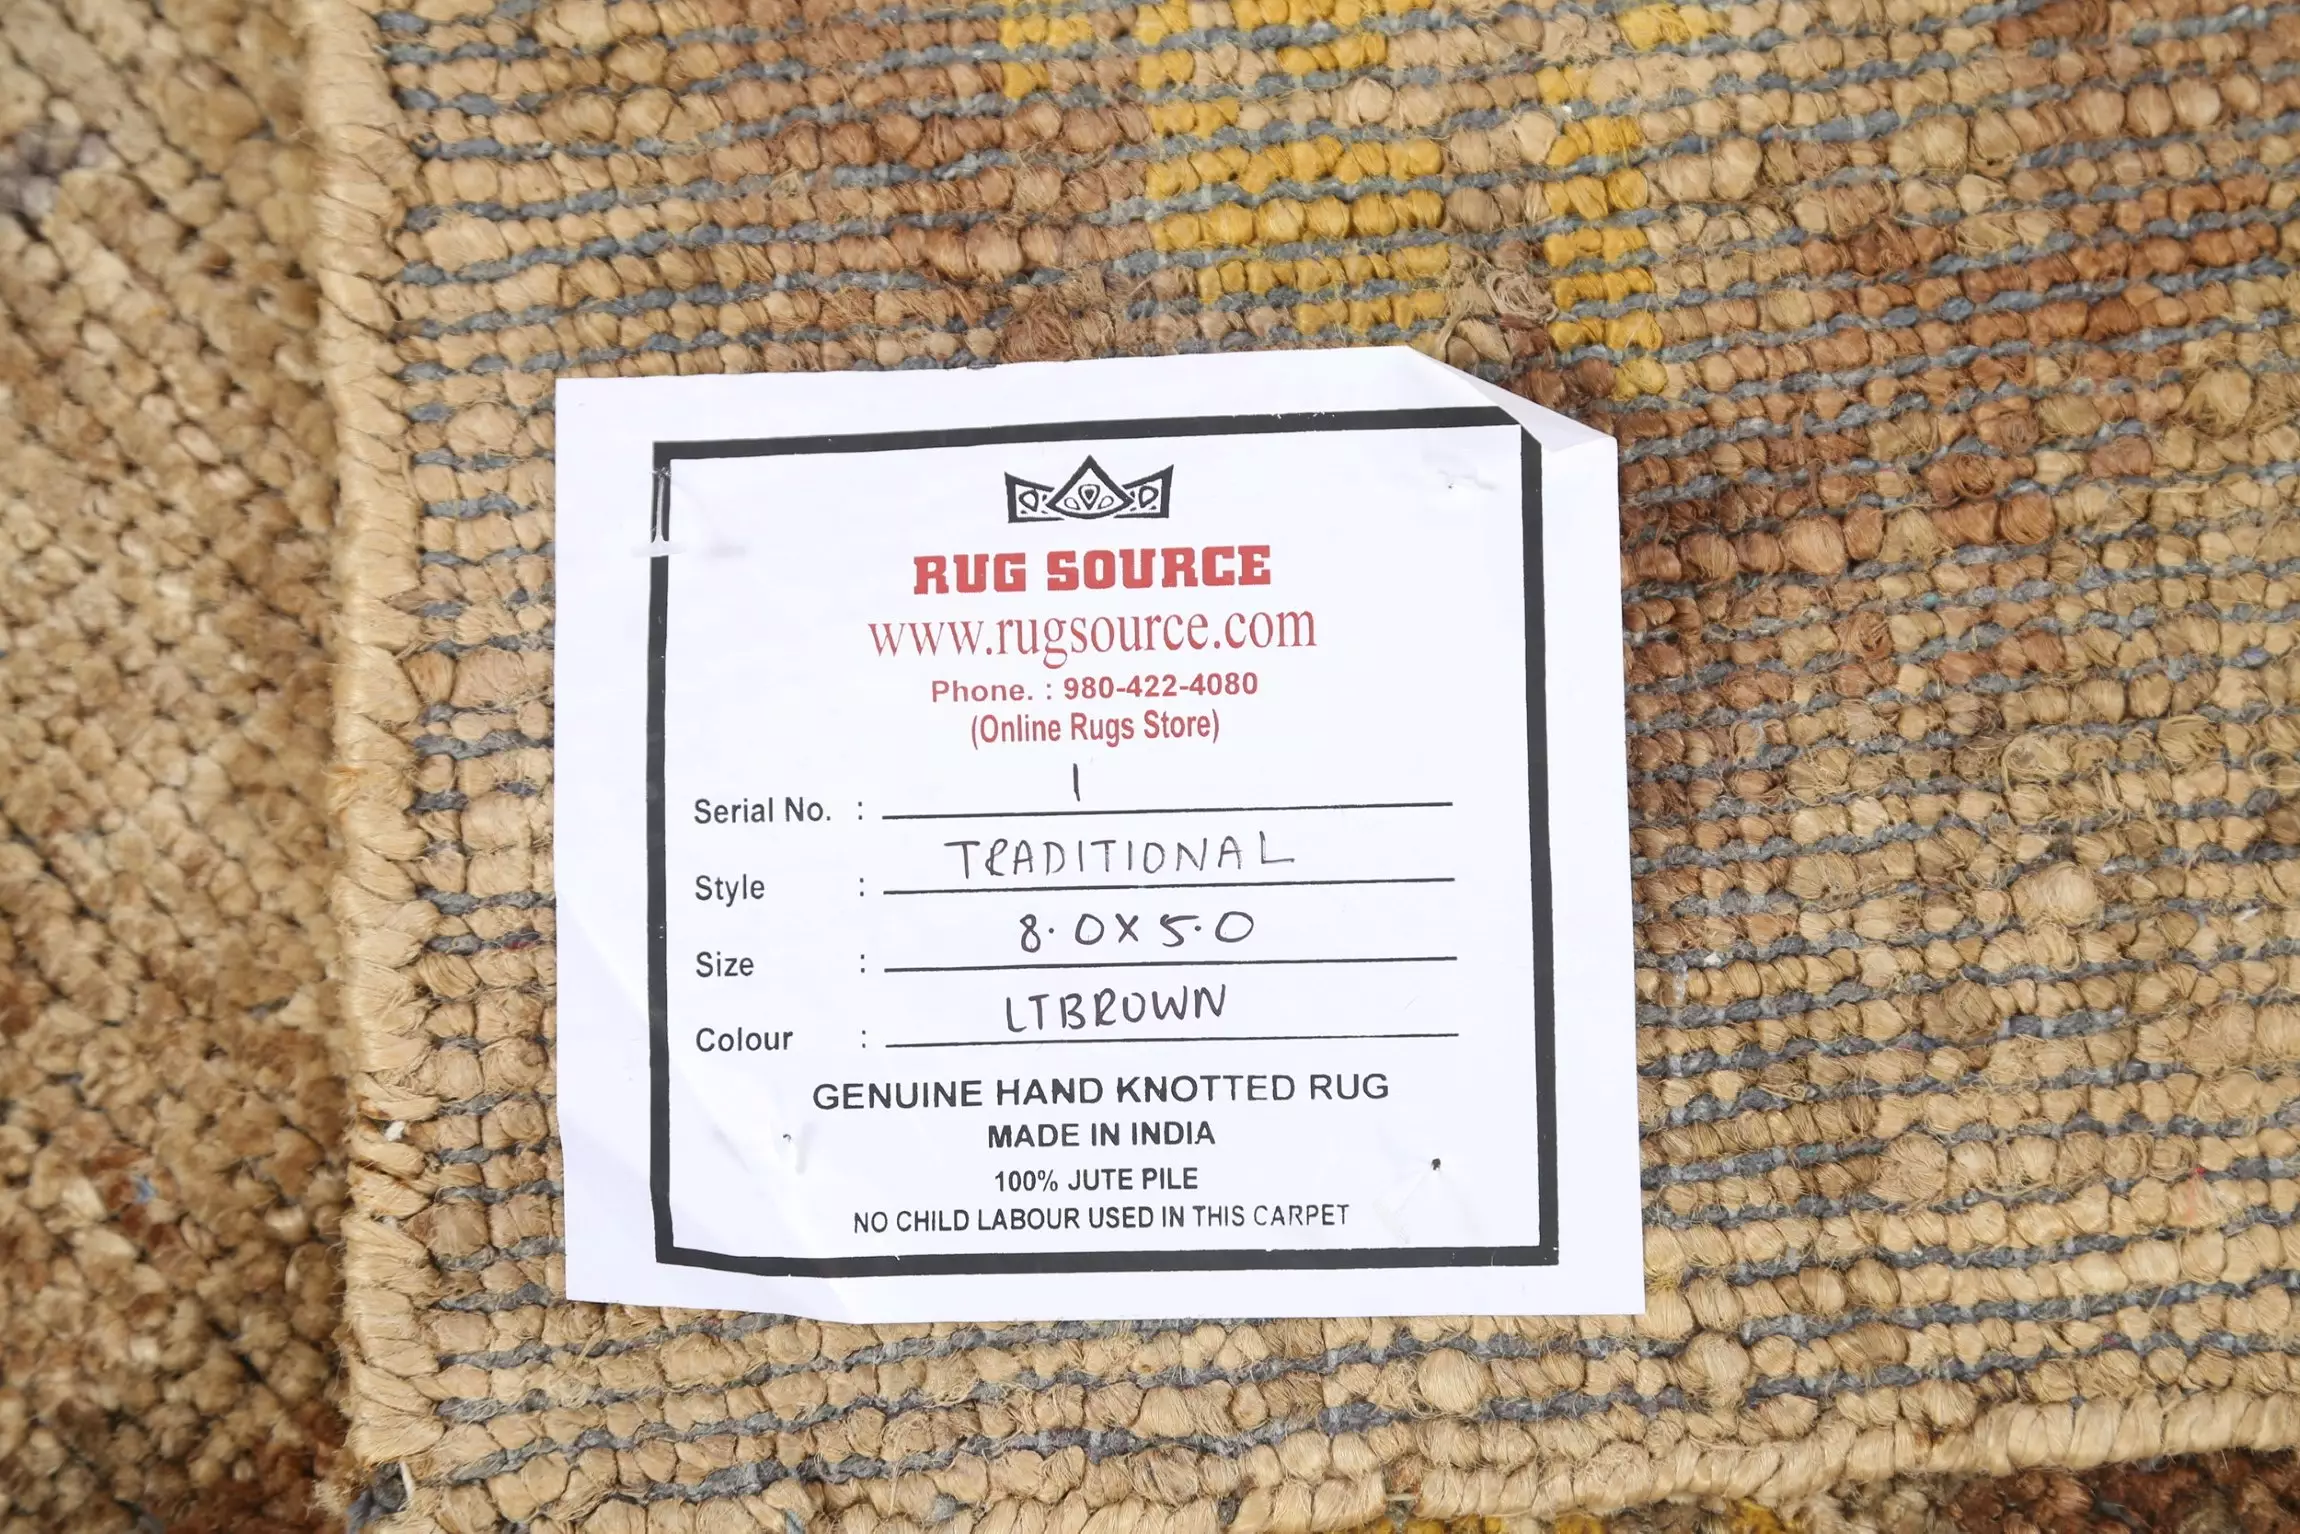 RUG SOURCE
www.rugsource.com
Phone. : 980-422-4080
(Online Rugs Store)
Serial No. : 1
Style : TRADITIONAL
Size : 8.0X5.0
Colour : LTBROWN
GENUINE HAND KNOTTED RUG
MADE IN INDIA
100% JUTE PILE
NO CHILD LABOUR USED IN THIS CARPET